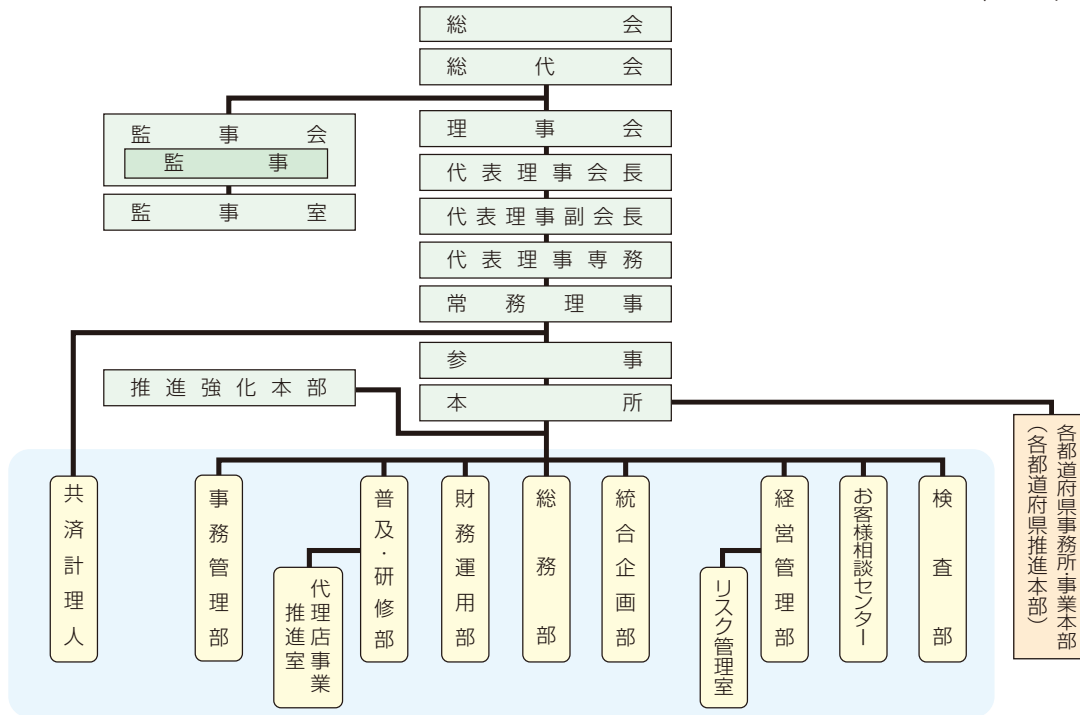 総会
総代会
監事会
監事
監事室
理事会
代表理事会長
代表理事副会長
代表理事専務
常務理事
参事
推進強化本部
本所
共済計理人
事務管理部
代理店事業
推進室
普及・研修部
財務運用部
総務部
統合企画部
リスク管理室
経営管理部
お客様相談センター
検査部
各都道府県事務所・事業本部
（各都道府県推進本部）